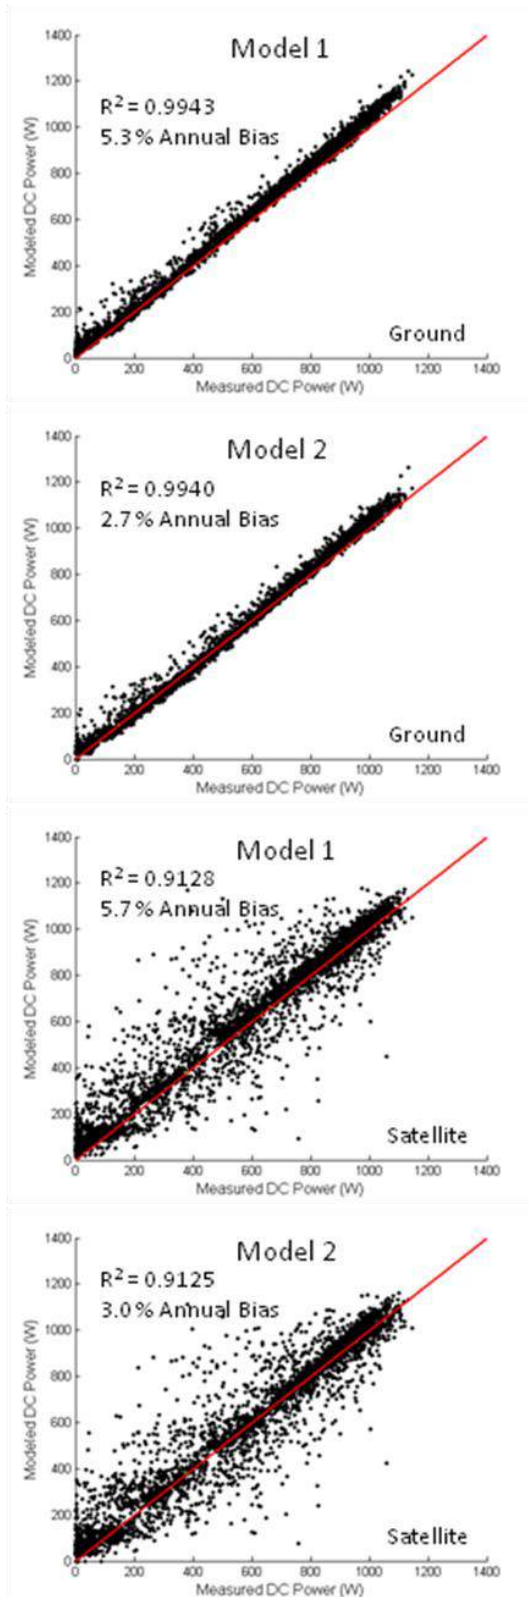 Model 1
R² = 0.9943
5.3% Annual Bias
Ground
1400
1200
1000
800
600
400
200
0
Modeled DC Power (W)
0 200 400 600 800 1000 1200 1400
Measured DC Power (W)
Model 2
R² = 0.9940
2.7% Annual Bias
Ground
1400
1200
1000
800
600
400
200
0
Modeled DC Power (W)
0 200 400 600 800 1000 1200 1400
Measured DC Power (W)
Model 1
R² = 0.9128
5.7% Annual Bias
Satellite
1400
1200
1000
800
600
400
200
0
Modeled DC Power (W)
0 200 400 600 800 1000 1200 1400
Measured DC Power (W)
Model 2
R² = 0.9125
3.0% Annual Bias
Satellite
1400
1200
1000
800
600
400
200
0
Modeled DC Power (W)
0 200 400 600 800 1000 1200 1400
Measured DC Power (W)